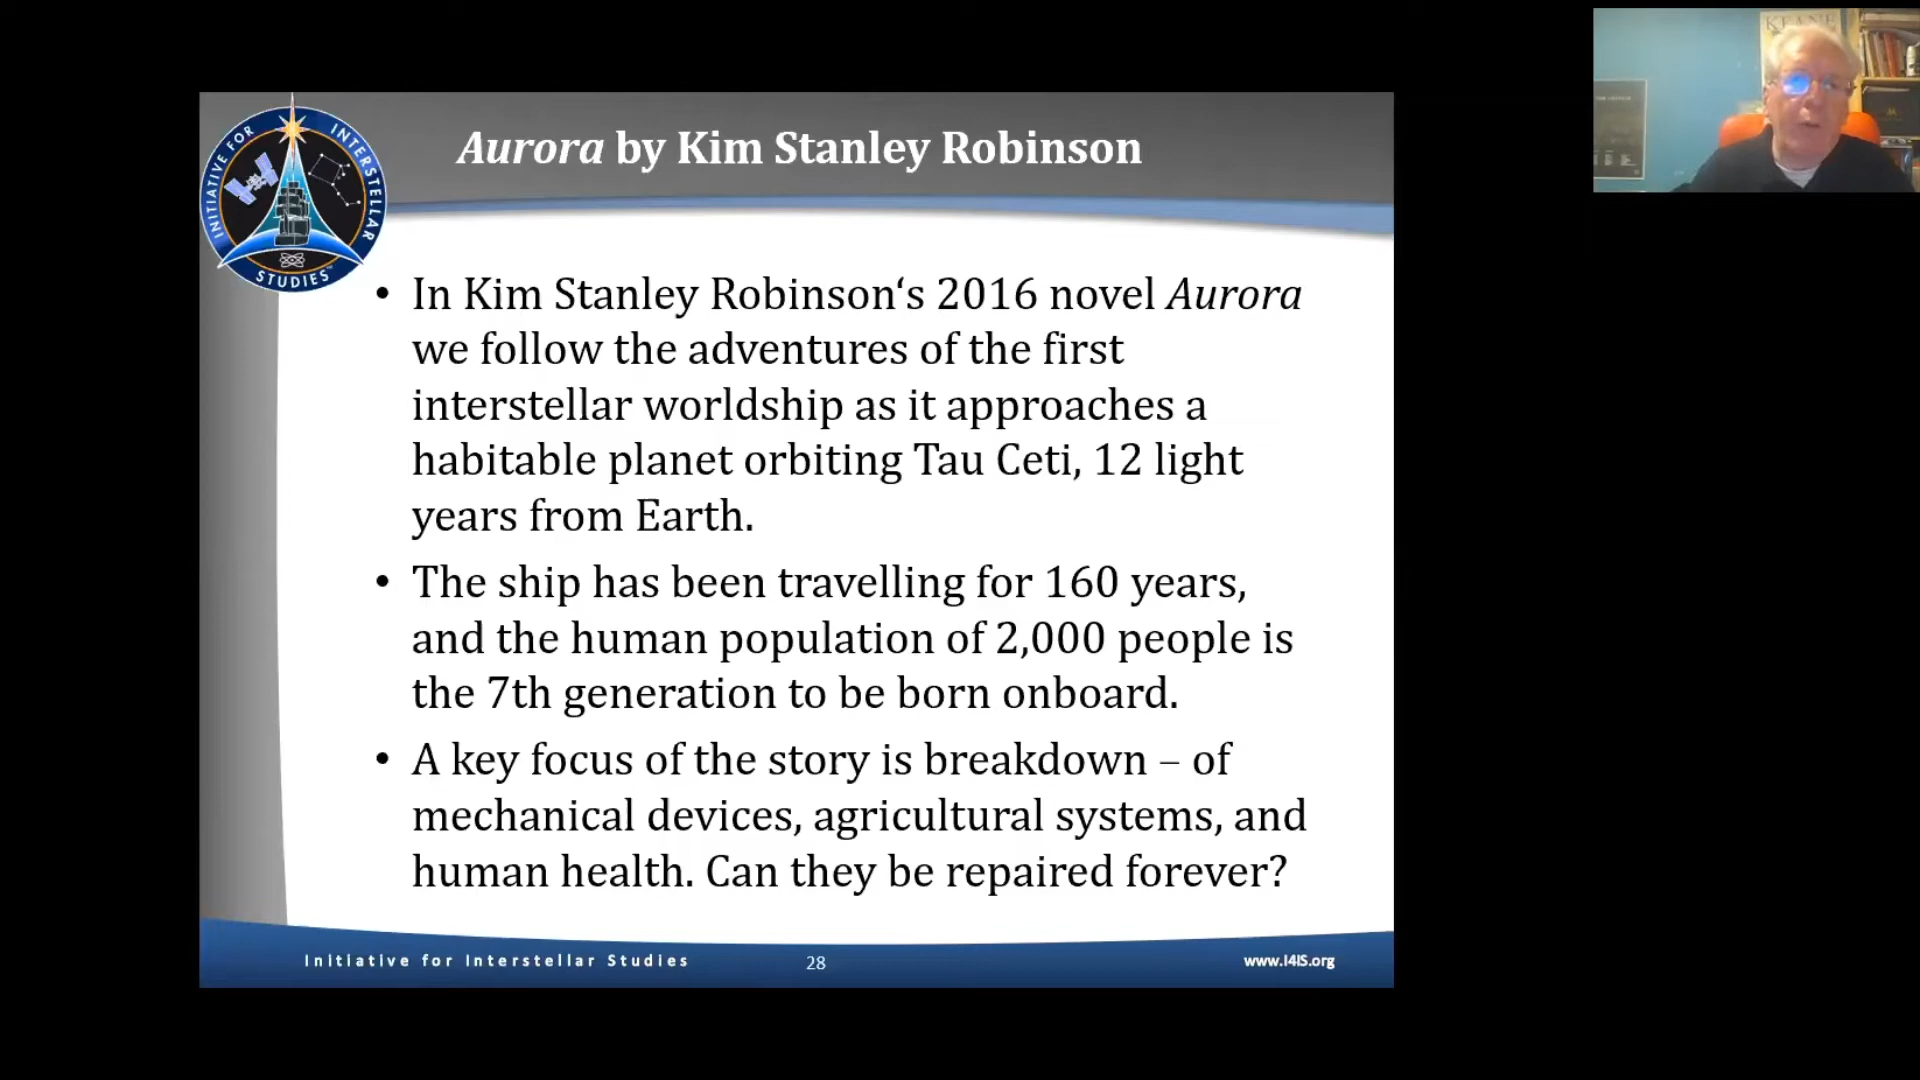 KEANE
INITIATIVE FOR INTERSTELLAR STUDIES
Aurora by Kim Stanley Robinson
• In Kim Stanley Robinson‘s 2016 novel Aurora
we follow the adventures of the first
interstellar worldship as it approaches a
habitable planet orbiting Tau Ceti, 12 light
years from Earth.
• The ship has been travelling for 160 years,
and the human population of 2,000 people is
the 7th generation to be born onboard.
• A key focus of the story is breakdown – of
mechanical devices, agricultural systems, and
human health. Can they be repaired forever?
Initiative for Interstellar Studies
28
www.I4IS.org